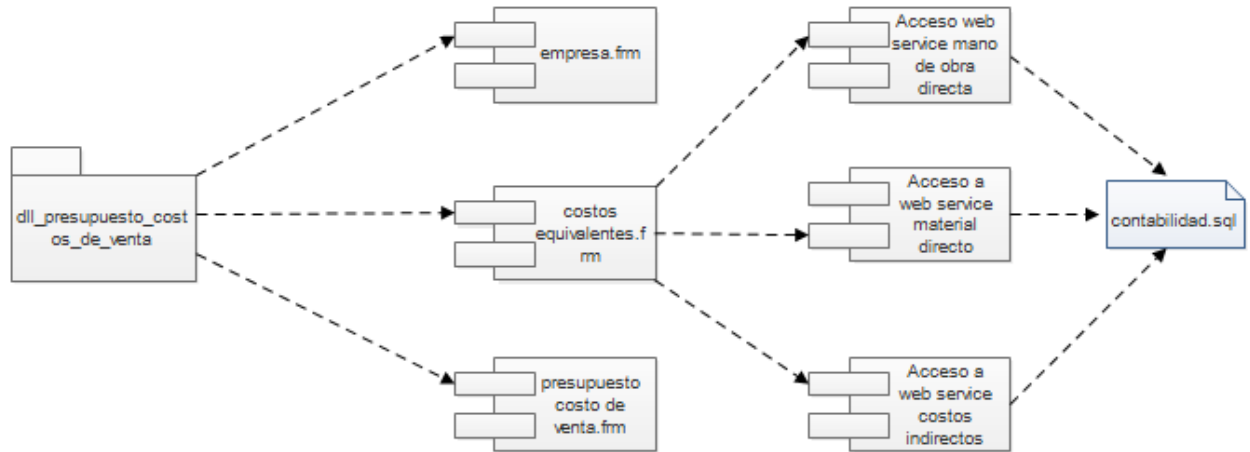 dll_presupuesto_cost
os_de_venta
empresa.frm
costos
equivalentes.f
rm
presupuesto
costo de
venta.frm
Acceso web
service mano
de obra
directa
Acceso a
web service
material
directo
Acceso a
web service
costos
indirectos
contabilidad.sql